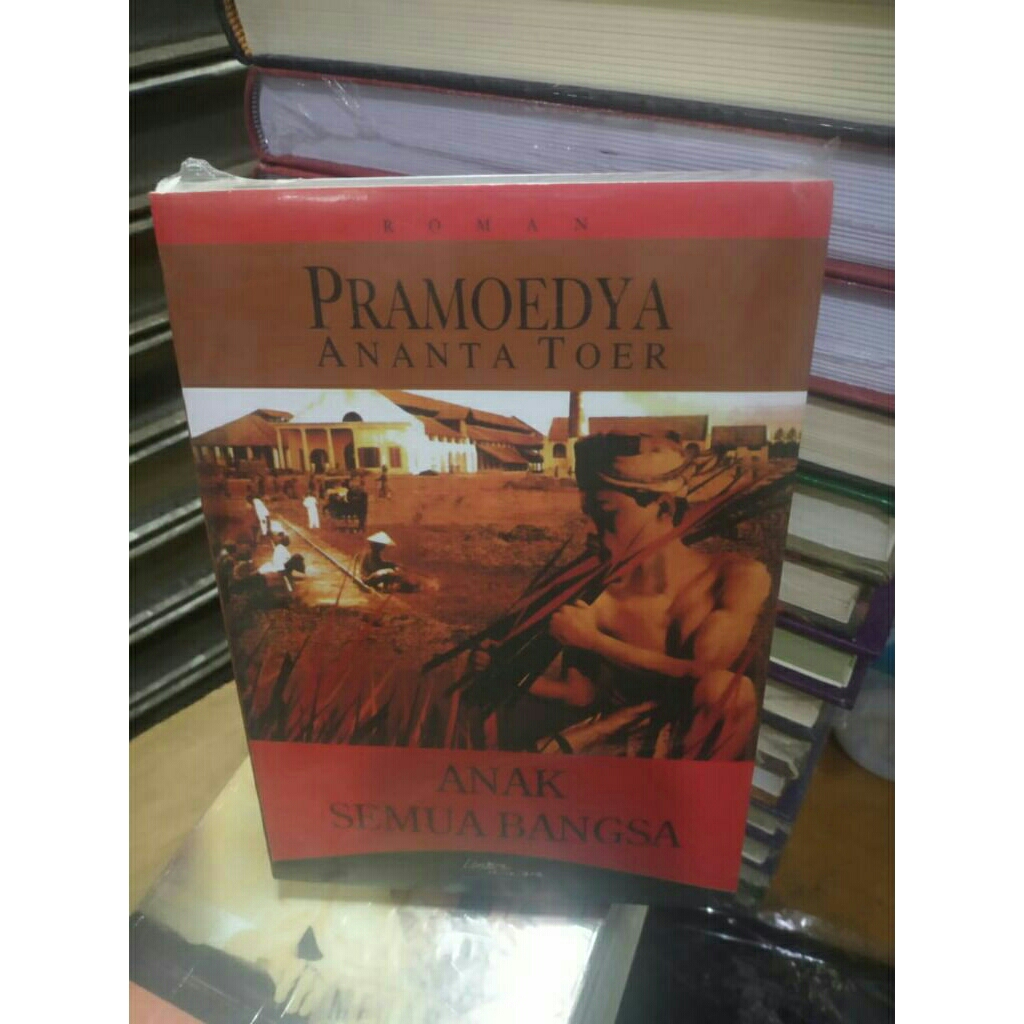 ROMAN
PRAMOEDYA
ANANTA TOER
ANAK
SEMUA BANGSA